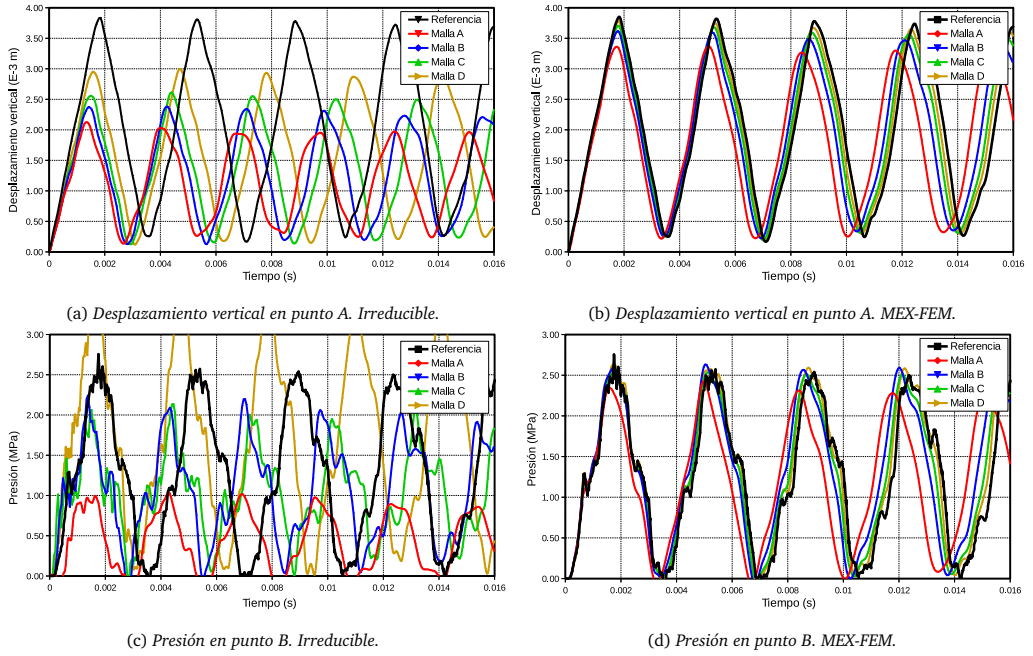 4.00
3.50
3.00
2.50
2.00
1.50
1.00
0.50
0.00
Desplazamiento vertical (E-3 m)
Referencia
Malla A
Malla B
Malla C
Malla D
0 0.002 0.004 0.006 0.008 0.01 0.012 0.014 0.016
Tiempo (s)
(a) Desplazamiento vertical en punto A. Irreducible.
4.00
3.50
3.00
2.50
2.00
1.50
1.00
0.50
0.00
Desplazamiento vertical (E-3 m)
Referencia
Malla A
Malla B
Malla C
Malla D
0 0.002 0.004 0.006 0.008 0.01 0.012 0.014 0.016
Tiempo (s)
(b) Desplazamiento vertical en punto A. MEX-FEM.
3.00
2.50
2.00
1.50
1.00
0.50
0.00
Presión (MPa)
Referencia
Malla A
Malla B
Malla C
Malla D
0 0.002 0.004 0.006 0.008 0.01 0.012 0.014 0.016
Tiempo (s)
(c) Presión en punto B. Irreducible.
3.00
2.50
2.00
1.50
1.00
0.50
0.00
Presión (MPa)
Referencia
Malla A
Malla B
Malla C
Malla D
0 0.002 0.004 0.006 0.008 0.01 0.012 0.014 0.016
Tiempo (s)
(d) Presión en punto B. MEX-FEM.